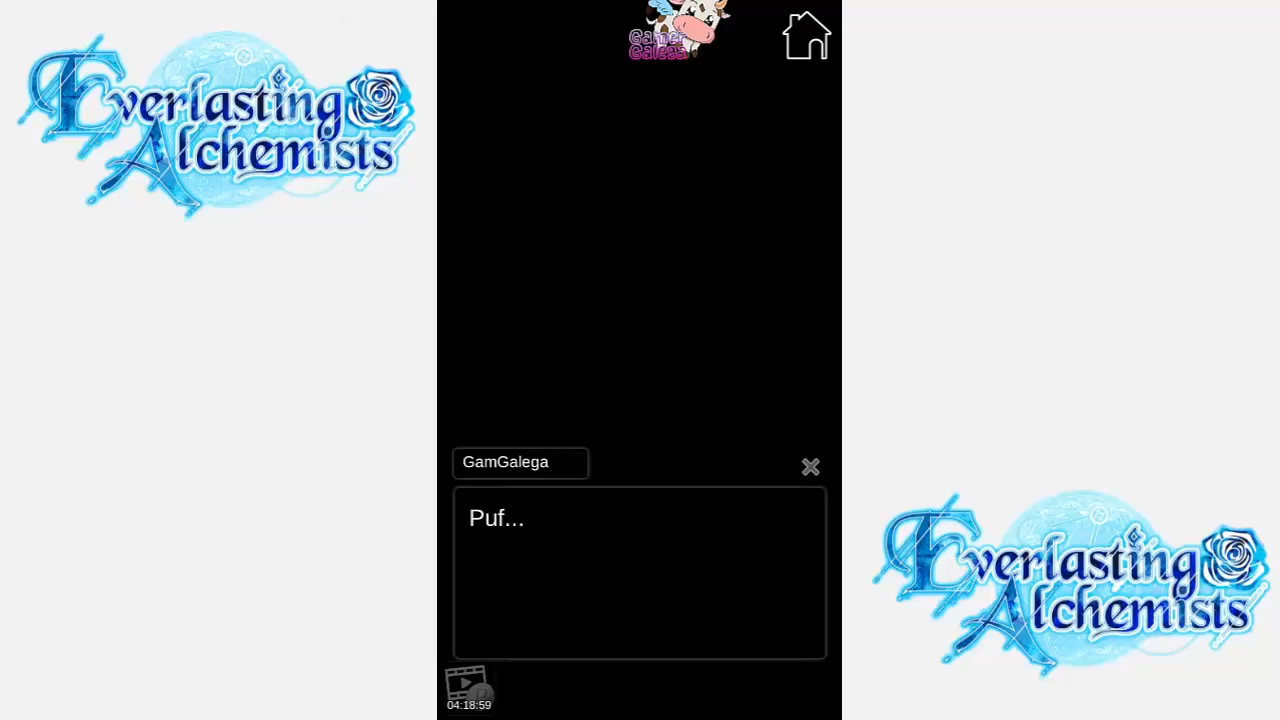 Everlasting
Alchemists
Gamer
Galega
GamGalega
Puf...
04:18:59
Everlasting
Alchemists